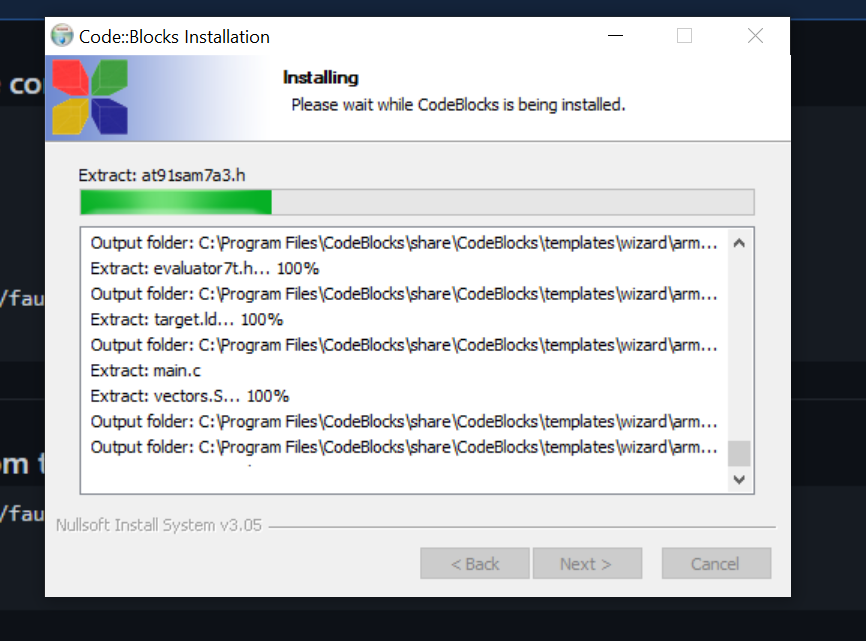 Code::Blocks Installation
Installing
Please wait while CodeBlocks is being installed.
Extract: at91sam7a3.h
Output folder: C:\Program Files\CodeBlocks\share\CodeBlocks\templates\wizard\arm...
Extract: evaluator7t.h... 100%
Output folder: C:\Program Files\CodeBlocks\share\CodeBlocks\templates\wizard\arm...
Extract: target.ld... 100%
Output folder: C:\Program Files\CodeBlocks\share\CodeBlocks\templates\wizard\arm...
Extract: main.c
Extract: vectors.S... 100%
Output folder: C:\Program Files\CodeBlocks\share\CodeBlocks\templates\wizard\arm...
Output folder: C:\Program Files\CodeBlocks\share\CodeBlocks\templates\wizard\arm...
Nullsoft Install System v3.05
< Back Next > Cancel